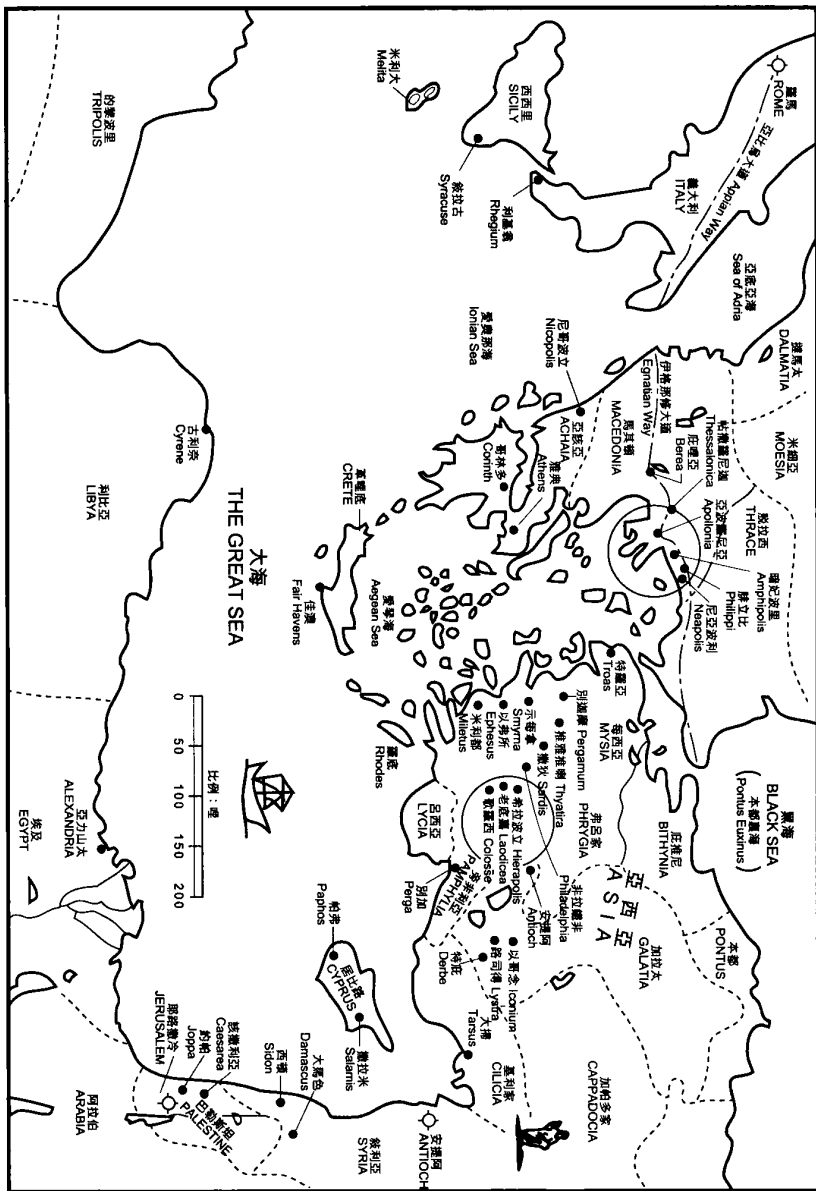 羅馬
ROME
亞比烏大道 Appian Way
義大利
ITALY
亞底亞海
Sea of Adria
撻馬太
DALMATIA
米細亞
MOESIA
脫拉西
THRACE
黑海
BLACK SEA
本都裏海
(Pontus Euxinus)
西西里
SICILY
敍拉古
Syracuse
利基翁
Rhegium
米利大
Melita
愛奧那海
Ionian Sea
尼哥波立
Nicopolis
亞該亞
ACHAIA
馬其頓
MACEDONIA
伊格那修大道
Egnatian Way
庇哩亞
Berea
帖撒羅尼迦
Thessalonica
亞波羅尼亞
Apollonia
暗妃波里
Amphipolis
腓立比
Philippi
尼亞波利
Neapolis
雅典
Athens
哥林多
Corinth
革哩底
CRETE
佳澳
Fair Havens
愛琴海
Aegean Sea
特羅亞
Troas
每西亞
MYSIA
庇推尼
BITHYNIA
本都
PONTUS
別迦摩 Pergamum
推雅推喇 Thyatira
撒狄 Sardis
示每拿
Smyrna
以弗所
Ephesus
米利都
Miletus
弗呂家
PHRYGIA
非拉鐵非
Philadelphia
希拉波立 Hierapolis
老底嘉 Laodicea
歌羅西 Colosse
亞西亞
ASIA
加拉太
GALATIA
加帕多家
CAPPADOCIA
安提阿
Antioch
以哥念 Iconium
路司得 Lystra
特庇
Derbe
大掃
Tarsus
基利家
CILICIA
呂西亞
LYCIA
旁非利亞
PAMPHYLIA
別加
Perga
羅底
Rhodes
居比路
CYPRUS
帕弗
Paphos
撒拉米
Salamis
安提阿
ANTIOCH
敍利亞
SYRIA
大馬色
Damascus
西頓
Sidon
該撒利亞
Caesarea
約帕
Joppa
耶路撒冷
JERUSALEM
巴勒斯坦
PALESTINE
阿拉伯
ARABIA
大海
THE GREAT SEA
0 50 100 150 200
比例：哩
的黎波里
TRIPOLIS
古利奈
Cyrene
利比亞
LIBYA
亞力山太
ALEXANDRIA
埃及
EGYPT